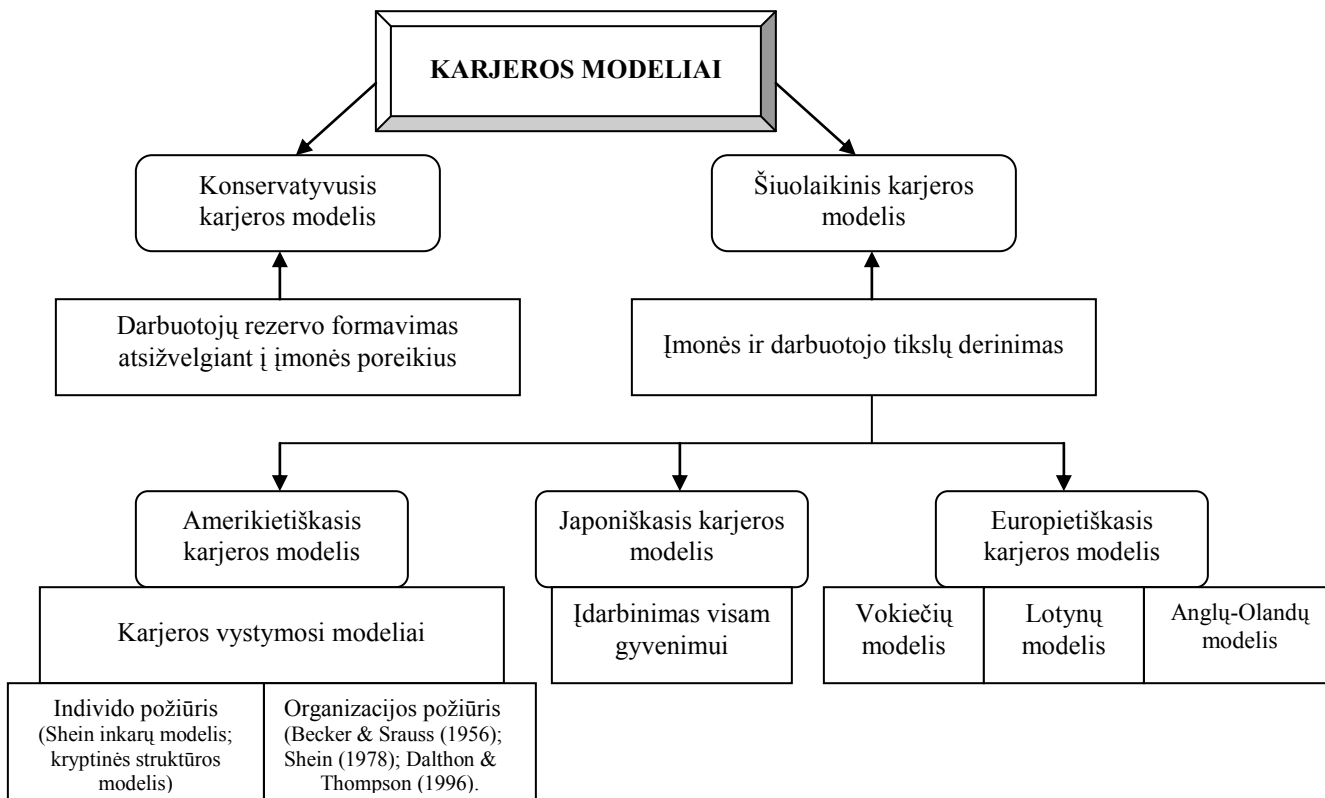 KARJEROS MODELIAI
Konservatyvusis
karjeros modelis
Šiuolaikinis karjeros
modelis
Darbuotojų rezervo formavimas
atsižvelgiant į įmonės poreikius
Įmonės ir darbuotojo tikslų derinimas
Amerikietiškasis
karjeros modelis
Japoniškasis karjeros
modelis
Europietiškasis
karjeros modelis
Karjeros vystymosi modeliai
Įdarbinimas visam
gyvenimui
Vokiečių
modelis
Lotynų
modelis
Anglų-Olandų
modelis
Individo požiūris
(Shein inkarų modelis;
kryptinės struktūros
modelis)
Organizacijos požiūris
(Becker & Srauss (1956);
Shein (1978); Dalthon &
Thompson (1996).